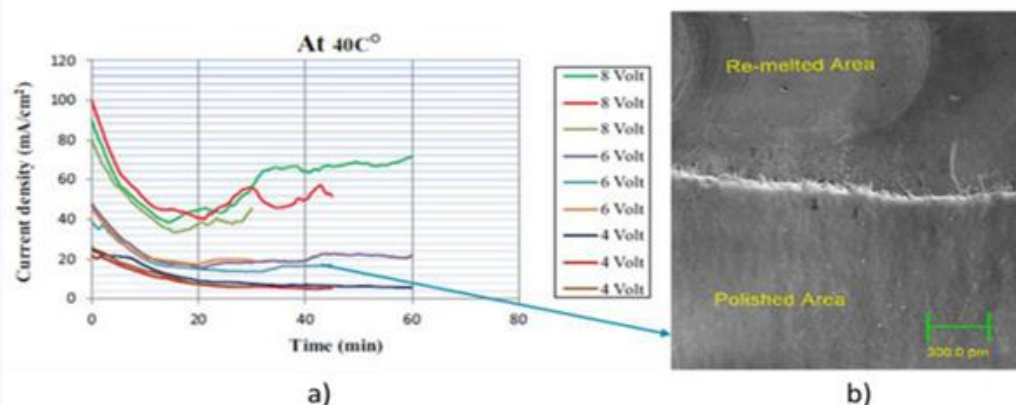 At 40C°
Current density (mA/cm²)
120
100
80
60
40
20
0
0 20 40 60 80
Time (min)
8 Volt
8 Volt
8 Volt
6 Volt
6 Volt
6 Volt
4 Volt
4 Volt
4 Volt
a)
Re-melted Area
Polished Area
300.0 µm
b)